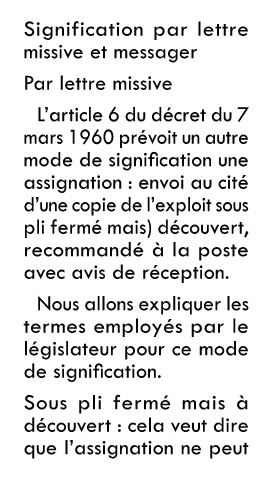 Signification par lettre
missive et messager
Par lettre missive
L'article 6 du décret du 7
mars 1960 prévoit un autre
mode de signification une
assignation : envoi au cité
d'une copie de l'exploit sous
pli fermé mais) découvert,
recommandé à la poste
avec avis de réception.
Nous allons expliquer les
termes employés par le
législateur pour ce mode
de signification.
Sous pli fermé mais à
découvert : cela veut dire
que l'assignation ne peut